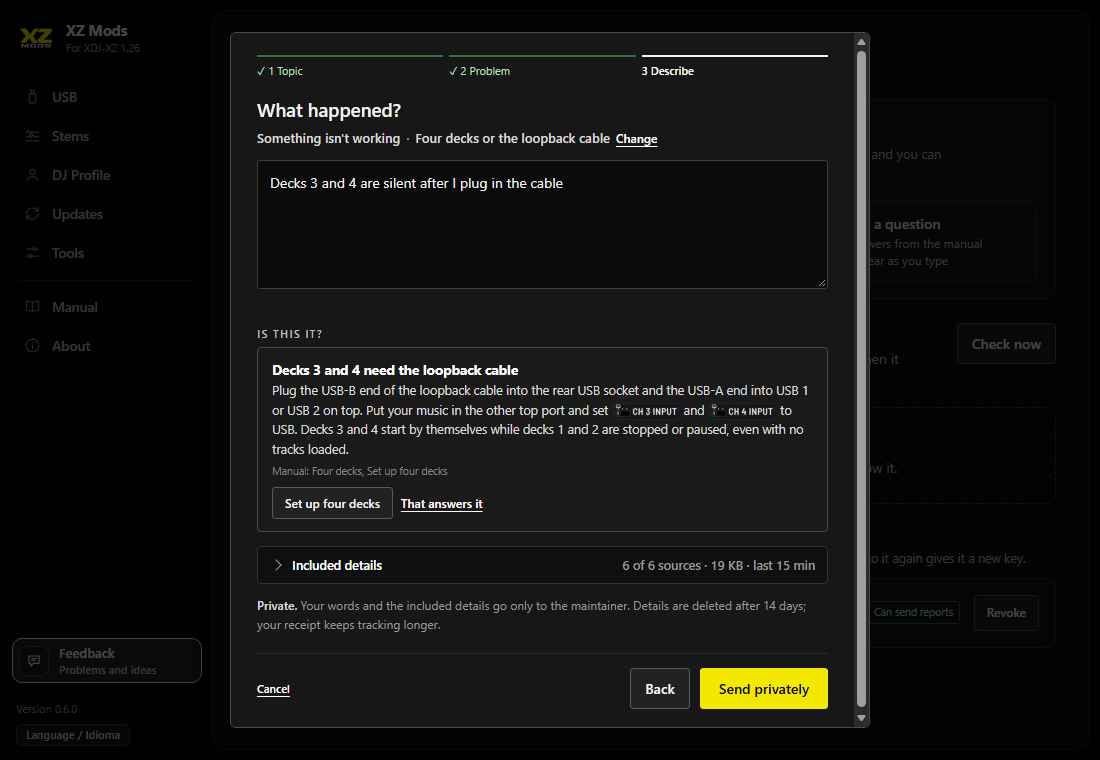 XZ MODS
XZ Mods
For XDJ-XZ 1.26
USB
Stems
DJ Profile
Updates
Tools
Manual
About
Feedback
Problems and ideas
Version 0.6.0
Language / Idioma
✓ 1 Topic
✓ 2 Problem
3 Describe
What happened?
Something isn't working · Four decks or the loopback cable Change
Decks 3 and 4 are silent after I plug in the cable
IS THIS IT?
Decks 3 and 4 need the loopback cable
Plug the USB-B end of the loopback cable into the rear USB socket and the USB-A end into USB 1
or USB 2 on top. Put your music in the other top port and set CH 3 INPUT and CH 4 INPUT to
USB. Decks 3 and 4 start by themselves while decks 1 and 2 are stopped or paused, even with no
tracks loaded.
Manual: Four decks, Set up four decks
Set up four decks That answers it
Included details 6 of 6 sources · 19 KB · last 15 min
Private. Your words and the included details go only to the maintainer. Details are deleted after 14 days;
your receipt keeps tracking longer.
Cancel Back Send privately
and you can
a question
wers from the manual
ear as you type
Check now
en it
ow it.
o it again gives it a new key.
Can send reports
Revoke